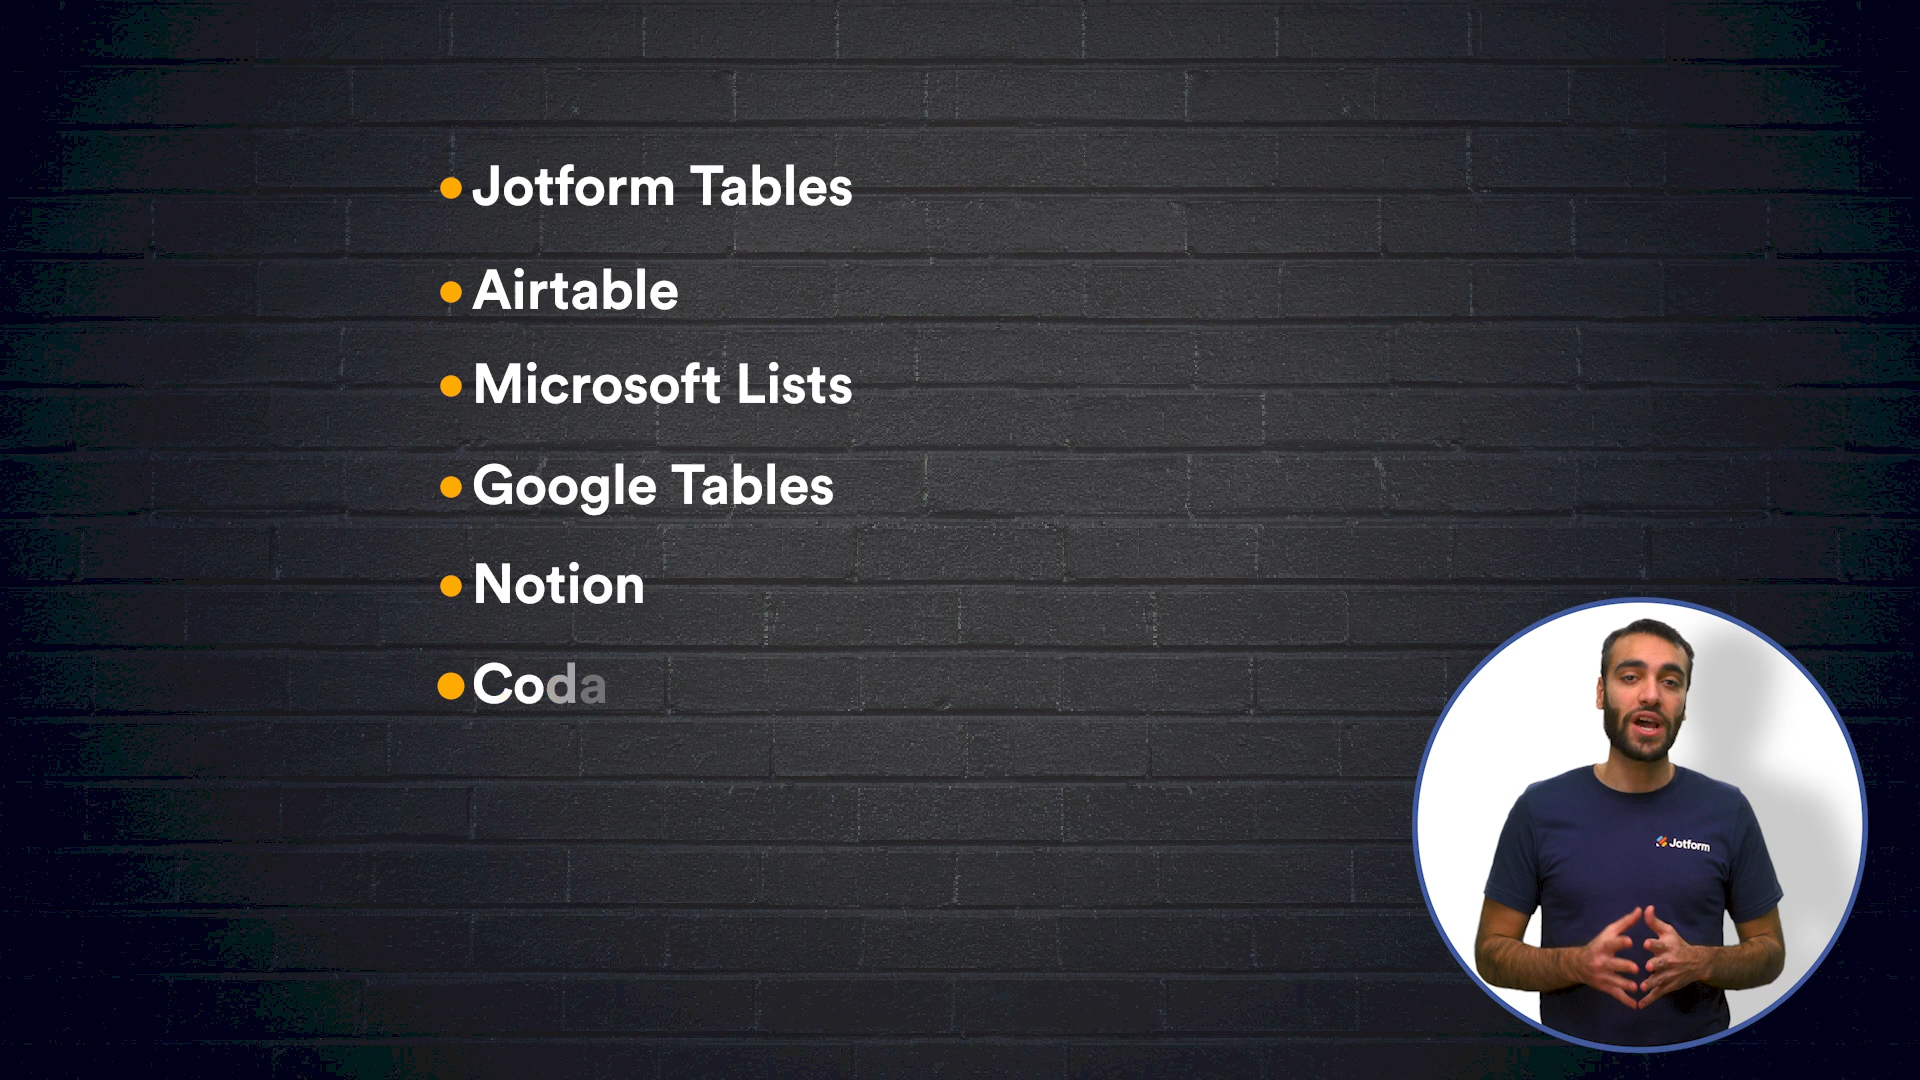 Jotform Tables
Airtable
Microsoft Lists
Google Tables
Notion
Coda
Jotform